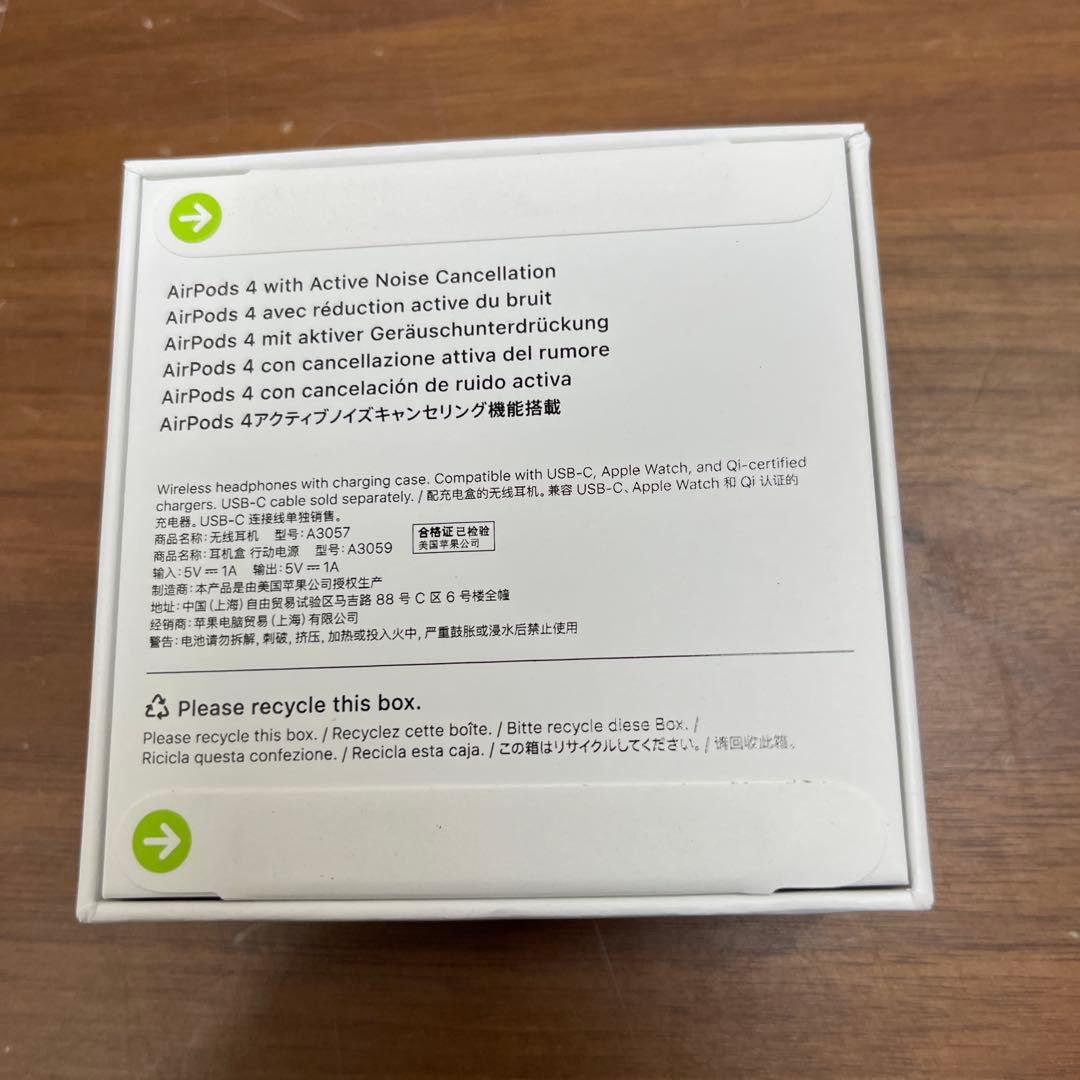 AirPods 4 with Active Noise Cancellation
AirPods 4 avec réduction active du bruit
AirPods 4 mit aktiver Geräuschunterdrückung
AirPods 4 con cancellazione attiva del rumore
AirPods 4 con cancelación de ruido activa
AirPods 4アクティブノイズキャンセリング機能搭載
Wireless headphones with charging case. Compatible with USB-C, Apple Watch, and Qi-certified
chargers. USB-C cable sold separately. / 配充电盒的无线耳机。兼容 USB-C、Apple Watch 和 Qi 认证的
充电器。USB-C 连接线单独销售。
商品名称：无线耳机 型号：A3057
商品名称：耳机盒 行动电源 型号：A3059
合格证 已检验
美国苹果公司
输入：5V⎓1A 输出：5V⎓1A
制造商：本产品是由美国苹果公司授权生产
地址：中国（上海）自由贸易试验区马吉路 88 号 C 区 6 号楼全幢
经销商：苹果电脑贸易（上海）有限公司
警告：电池请勿拆解，刺破，挤压，加热或投入火中，严重鼓胀或浸水后禁止使用
Please recycle this box.
Please recycle this box. / Recyclez cette boîte. / Bitte recycle diese Box. /
Ricicla questa confezione. / Recicla esta caja. / この箱はリサイクルしてください。/ 请回收此箱。